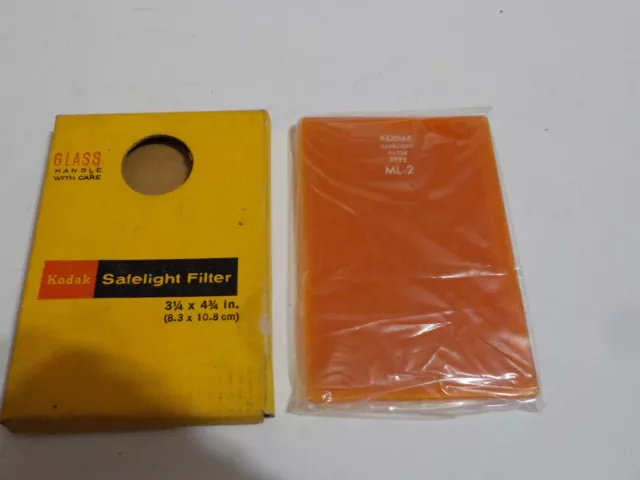 GLASS
HANDLE
WITH CARE
Kodak Safelight Filter
3¼ x 4¾ in.
(8.3 x 10.8 cm)
KODAK
SAFELIGHT
FILTER
TYPE
ML-2